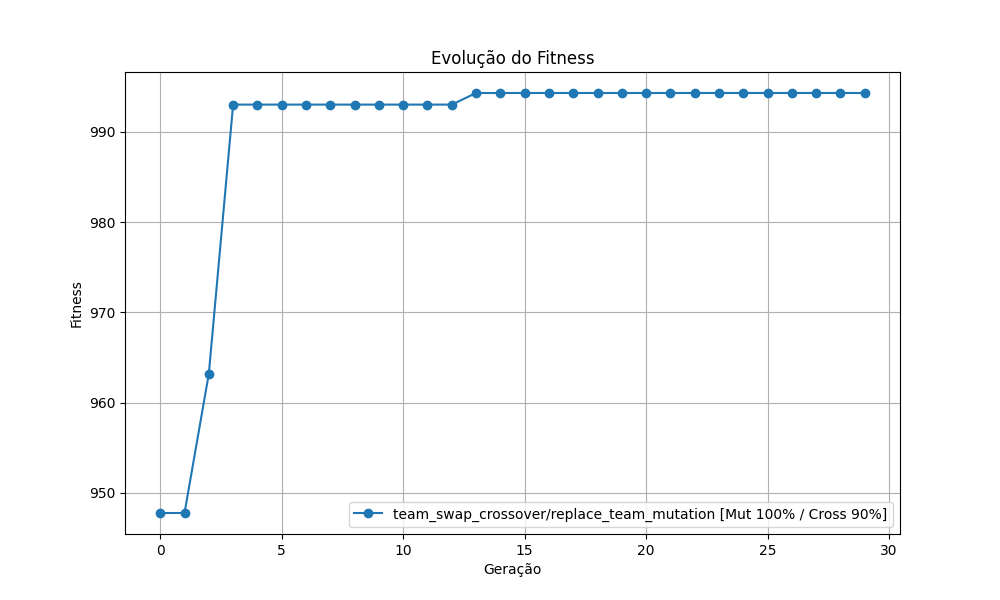 Evolução do Fitness
Fitness
990
980
970
960
950
team_swap_crossover/replace_team_mutation [Mut 100% / Cross 90%]
0 5 10 15 20 25 30
Geração